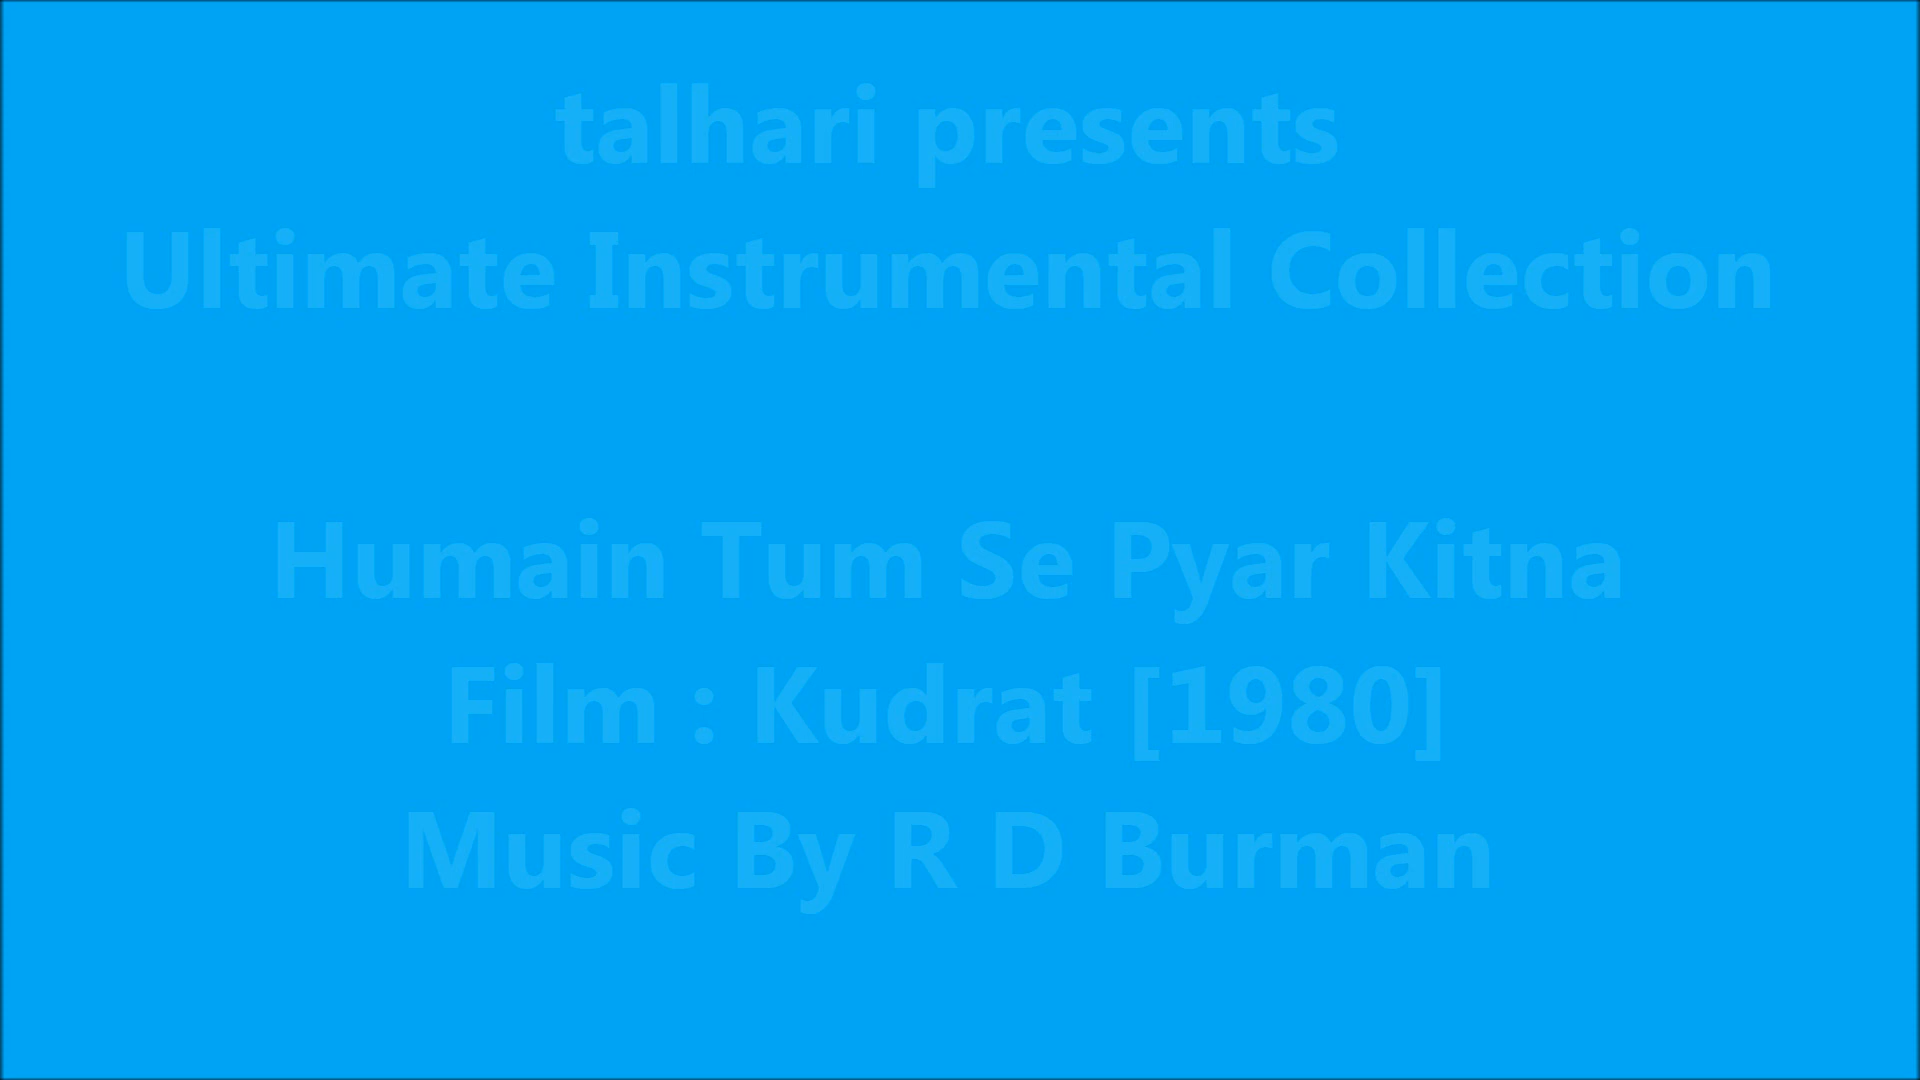 talhari presents
Ultimate Instrumental Collection
Humain Tum Se Pyar Kitna
Film : Kudrat [1980]
Music By R D Burman